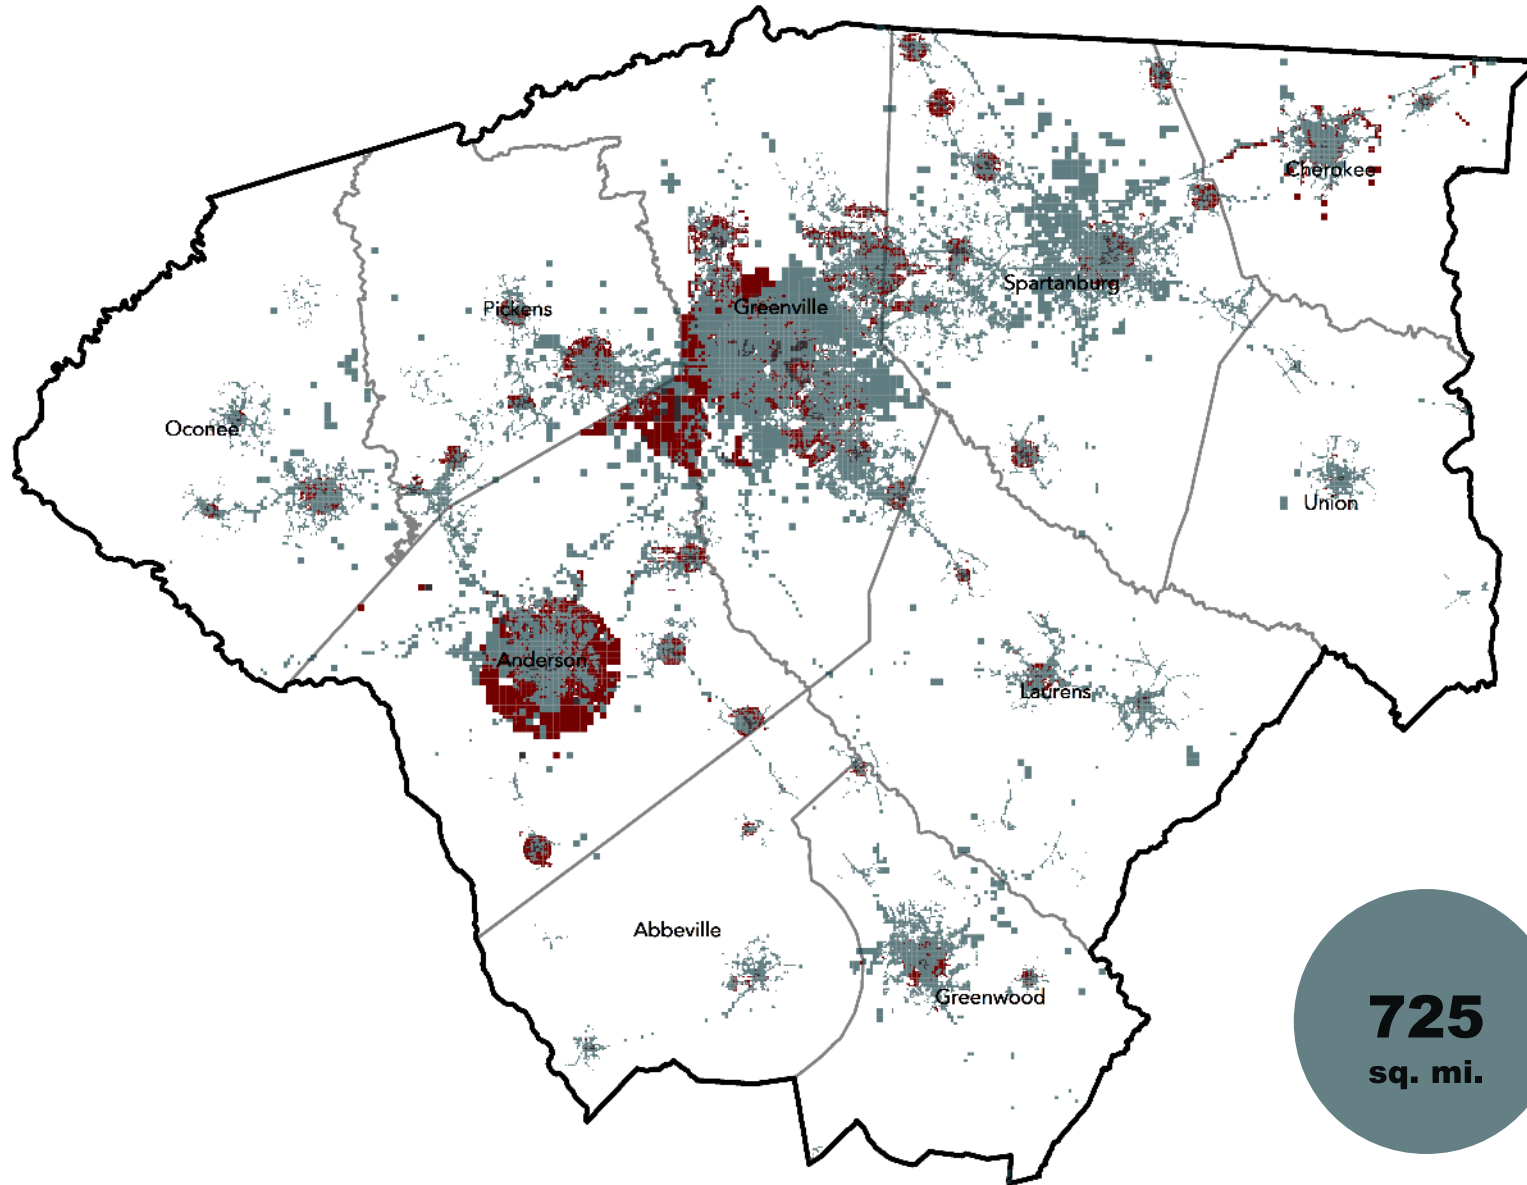 Cherokee
Spartanburg
Pickens
Greenville
Oconee
Union
Anderson
Laurens
Abbeville
Greenwood
725
sq. mi.